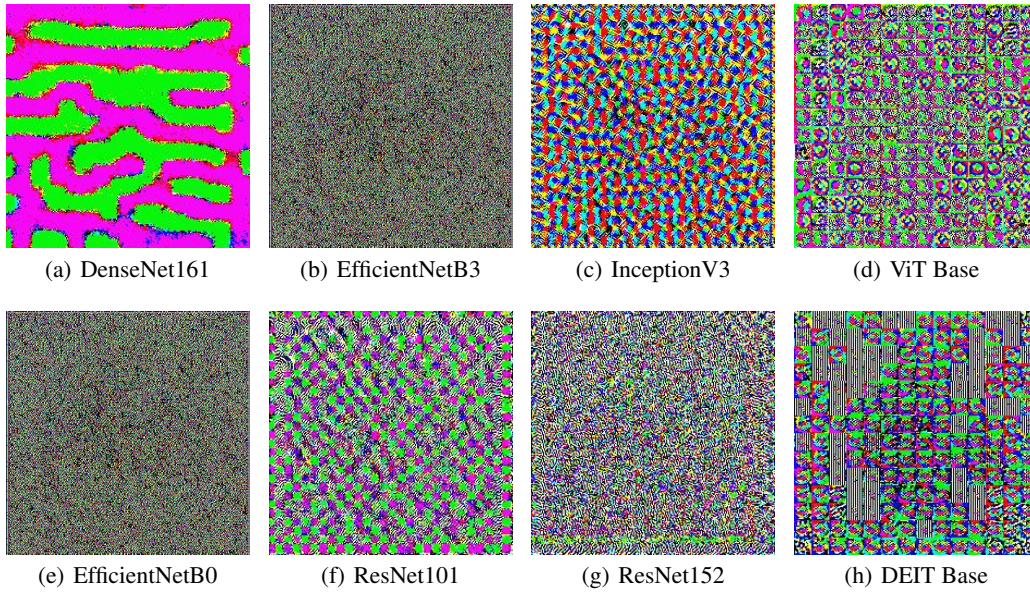 (a) DenseNet161
(b) EfficientNetB3
(c) InceptionV3
(d) ViT Base
(e) EfficientNetB0
(f) ResNet101
(g) ResNet152
(h) DEIT Base